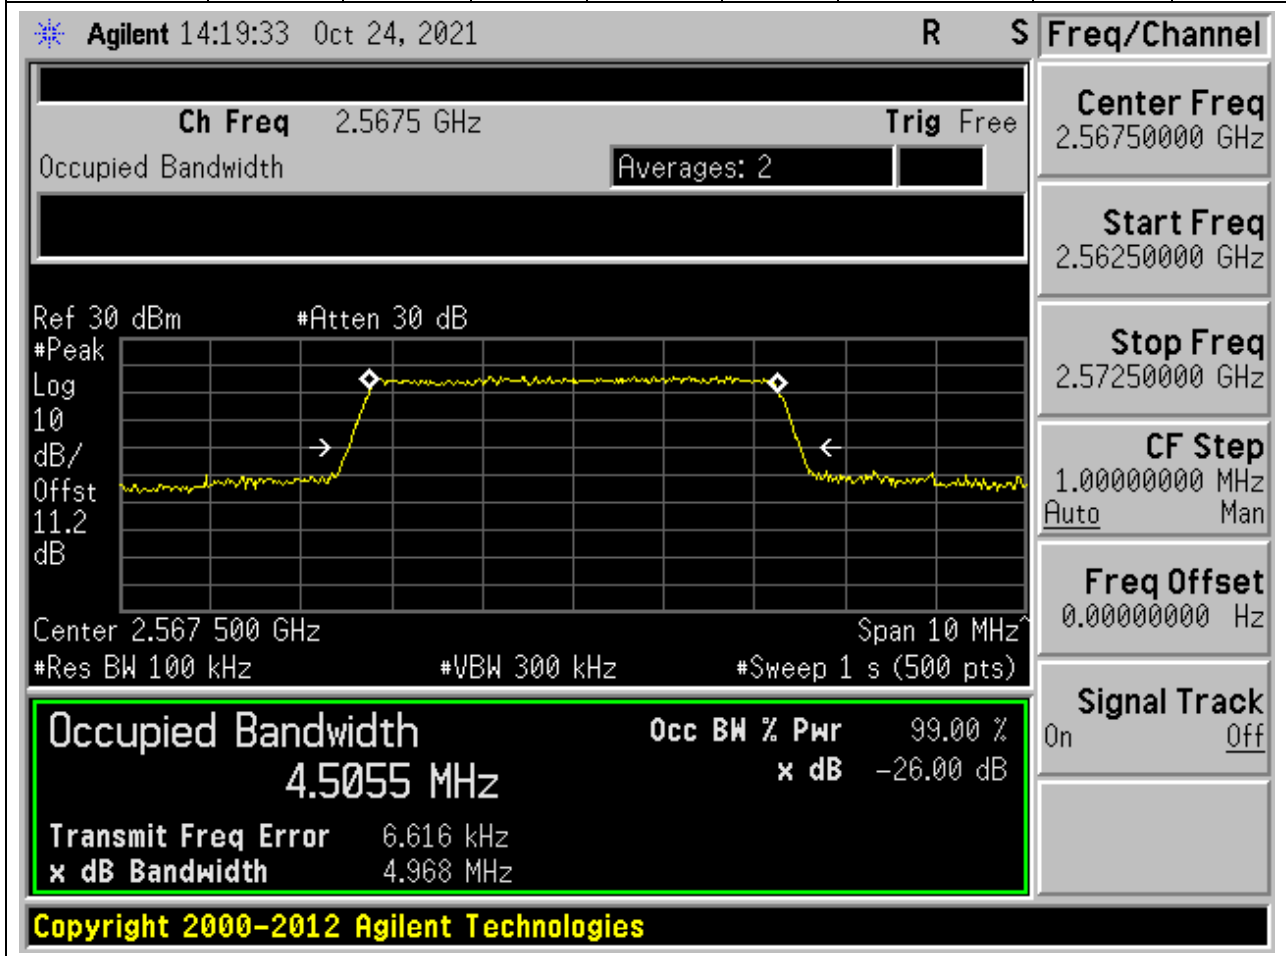 Agilent 14:19:33 Oct 24, 2021 R S
Freq/Channel
Ch Freq 2.5675 GHz Trig Free
Occupied Bandwidth Averages: 2
Center Freq
2.56750000 GHz
Start Freq
2.56250000 GHz
Stop Freq
2.57250000 GHz
CF Step
1.00000000 MHz
Auto Man
Freq Offset
0.00000000 Hz
Signal Track
On Off
Ref 30 dBm #Atten 30 dB
#Peak
Log
10
dB/
Offst
11.2
dB
Center 2.567 500 GHz Span 10 MHz^
#Res BW 100 kHz #VBW 300 kHz #Sweep 1 s (500 pts)
Occupied Bandwidth
4.5055 MHz
Occ BW % Pwr 99.00 %
x dB -26.00 dB
Transmit Freq Error 6.616 kHz
x dB Bandwidth 4.968 MHz
Copyright 2000-2012 Agilent Technologies